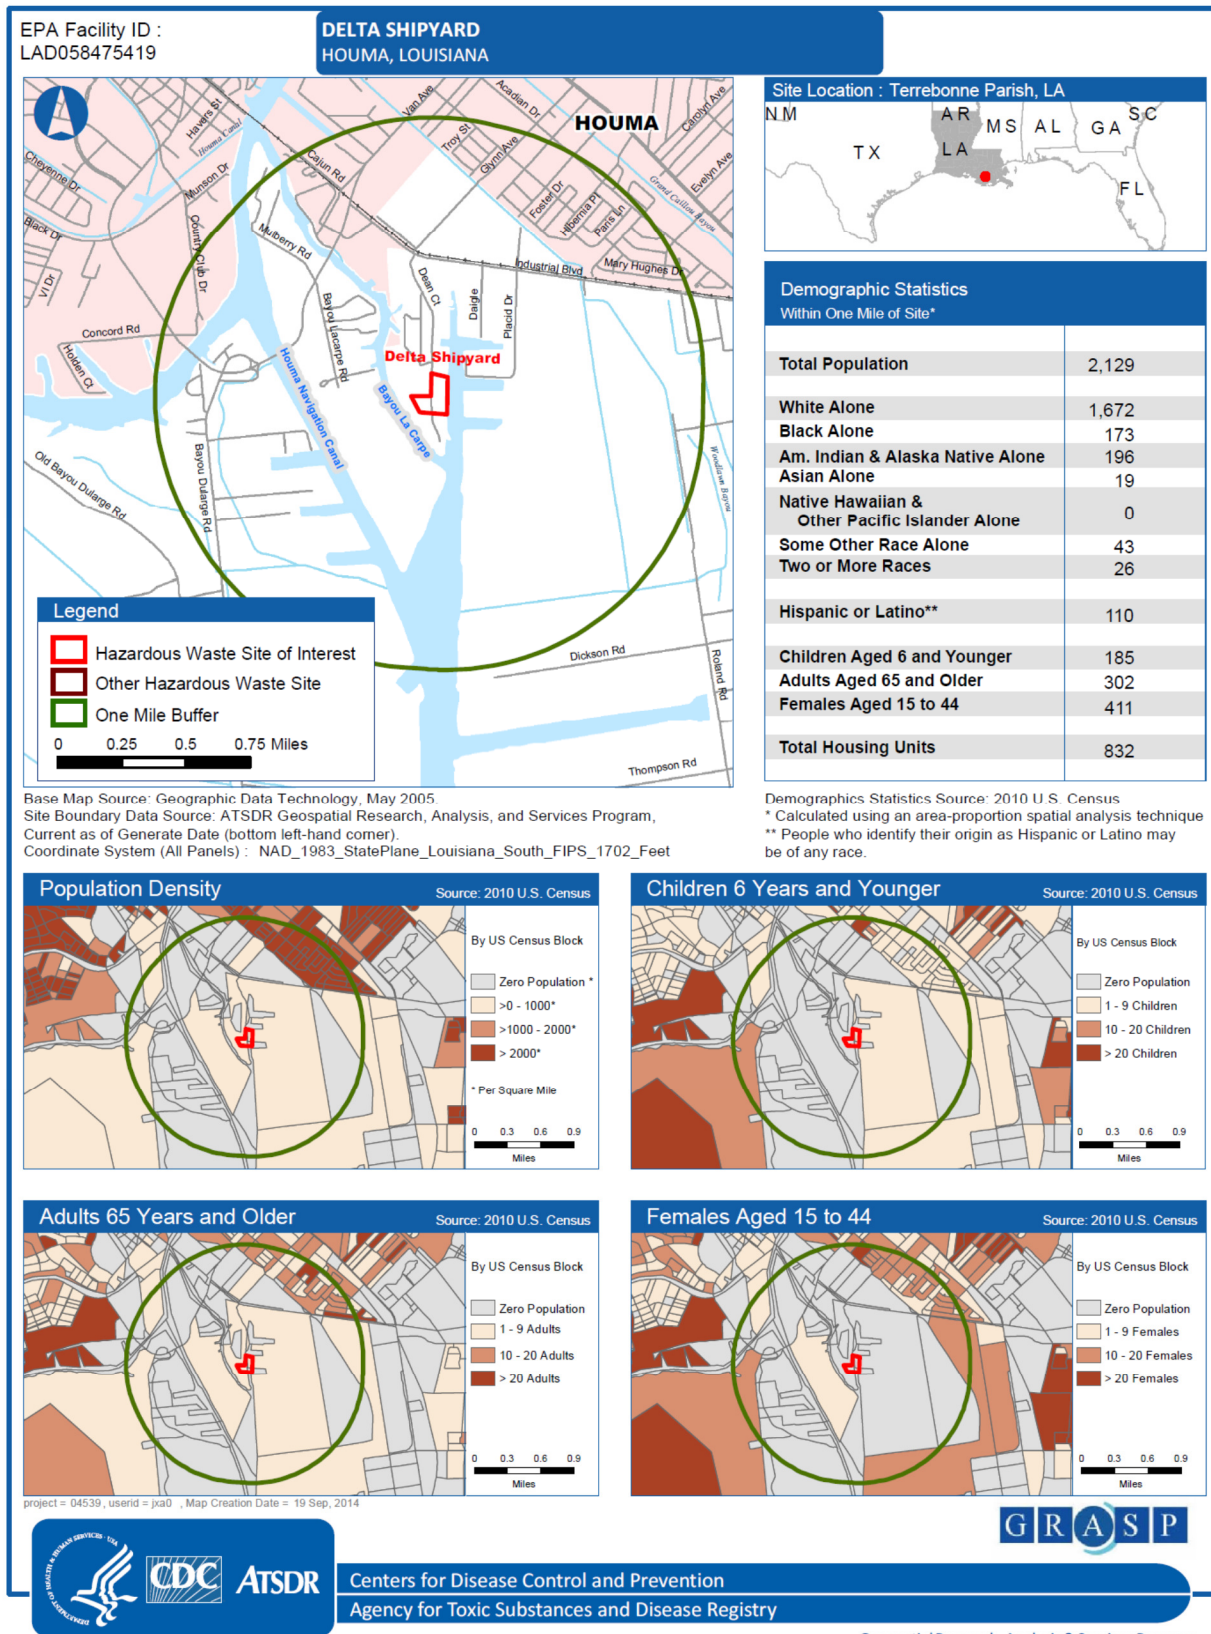 EPA Facility ID :
LAD058475419
DELTA SHIPYARD
HOUMA, LOUISIANA
Havers St
Houma Canal
Cheyenne Dr
Munson Dr
Cajun Rd
Van Ave
Acadian Dr
Troy St
Glynn Ave
HOUMA
Carolyn Ave
Evelyn Ave
Foster Dr
Hibernia Pl
Paris Ln
Grand Caillou Bayou
Black Dr
Country Club Dr
Mulberry Rd
Industrial Blvd
Mary Hughes Dr
VI Dr
Dean Ct
Daigle
Placid Dr
Bayou Lacarpe Rd
Concord Rd
Holden Ct
Delta Shipyard
Houma Navigation Canal
Bayou La Carpe
Old Bayou Dularge Rd
Bayou Dularge Rd
Woodlawn Bayou
Dickson Rd
Roland Rd
Thompson Rd
Legend
Hazardous Waste Site of Interest
Other Hazardous Waste Site
One Mile Buffer
0 0.25 0.5 0.75 Miles
Site Location : Terrebonne Parish, LA
NM
AR
SC
MS
AL
GA
TX
LA
FL
Demographic Statistics
Within One Mile of Site*
Total Population 2,129
White Alone 1,672
Black Alone 173
Am. Indian & Alaska Native Alone 196
Asian Alone 19
Native Hawaiian &
Other Pacific Islander Alone 0
Some Other Race Alone 43
Two or More Races 26
Hispanic or Latino** 110
Children Aged 6 and Younger 185
Adults Aged 65 and Older 302
Females Aged 15 to 44 411
Total Housing Units 832
Base Map Source: Geographic Data Technology, May 2005.
Site Boundary Data Source: ATSDR Geospatial Research, Analysis, and Services Program,
Current as of Generate Date (bottom left-hand corner).
Coordinate System (All Panels) : NAD_1983_StatePlane_Louisiana_South_FIPS_1702_Feet
Demographics Statistics Source: 2010 U.S. Census
* Calculated using an area-proportion spatial analysis technique
** People who identify their origin as Hispanic or Latino may
be of any race.
Population Density Source: 2010 U.S. Census
By US Census Block
Zero Population *
>0 - 1000*
>1000 - 2000*
> 2000*
* Per Square Mile
0 0.3 0.6 0.9
Miles
Children 6 Years and Younger Source: 2010 U.S. Census
By US Census Block
Zero Population
1 - 9 Children
10 - 20 Children
> 20 Children
0 0.3 0.6 0.9
Miles
Adults 65 Years and Older Source: 2010 U.S. Census
By US Census Block
Zero Population
1 - 9 Adults
10 - 20 Adults
> 20 Adults
0 0.3 0.6 0.9
Miles
Females Aged 15 to 44 Source: 2010 U.S. Census
By US Census Block
Zero Population
1 - 9 Females
10 - 20 Females
> 20 Females
0 0.3 0.6 0.9
Miles
project = 04539 , userid = jxa0 , Map Creation Date = 19 Sep, 2014
GRASP
DEPARTMENT OF HEALTH & HUMAN SERVICES · USA
CDC
ATSDR
Centers for Disease Control and Prevention
Agency for Toxic Substances and Disease Registry